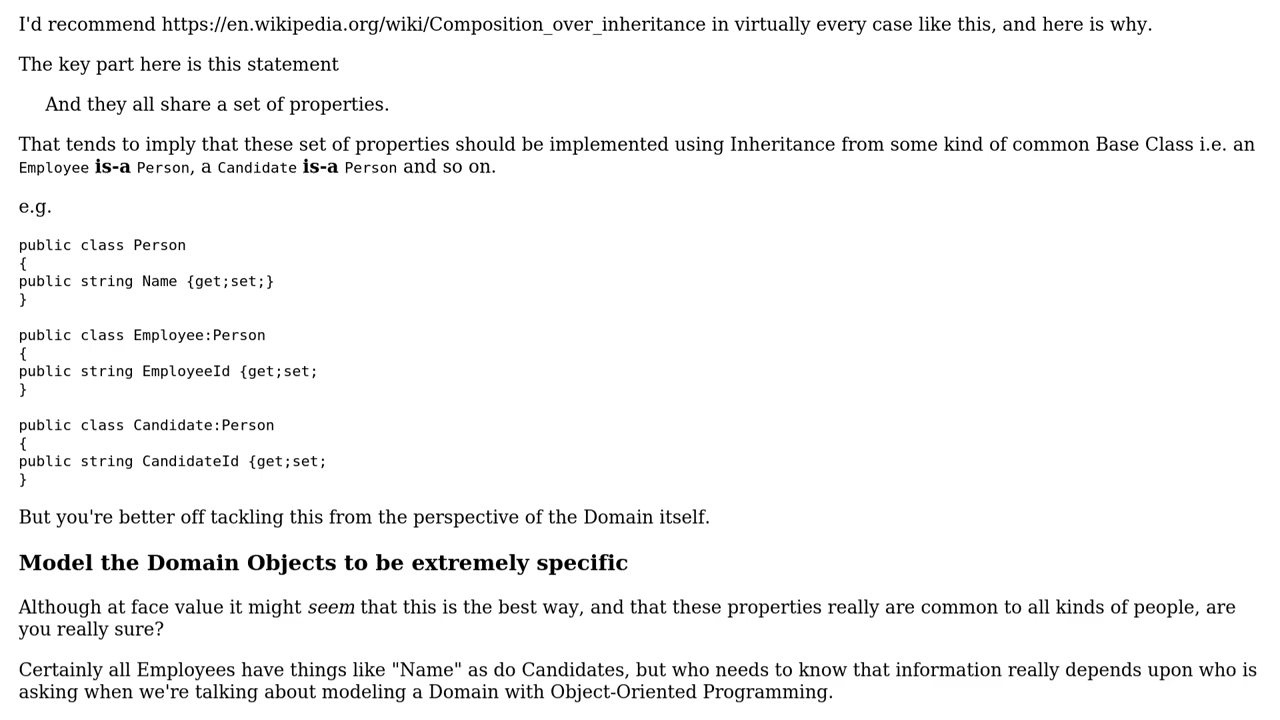 I'd recommend https://en.wikipedia.org/wiki/Composition_over_inheritance in virtually every case like this, and here is why.
The key part here is this statement
And they all share a set of properties.
That tends to imply that these set of properties should be implemented using Inheritance from some kind of common Base Class i.e. an
Employee is-a Person, a Candidate is-a Person and so on.
e.g.
public class Person
{
public string Name {get;set;}
}
public class Employee:Person
{
public string EmployeeId {get;set;
}
public class Candidate:Person
{
public string CandidateId {get;set;
}
But you're better off tackling this from the perspective of the Domain itself.
Model the Domain Objects to be extremely specific
Although at face value it might seem that this is the best way, and that these properties really are common to all kinds of people, are
you really sure?
Certainly all Employees have things like "Name" as do Candidates, but who needs to know that information really depends upon who is
asking when we're talking about modeling a Domain with Object-Oriented Programming.